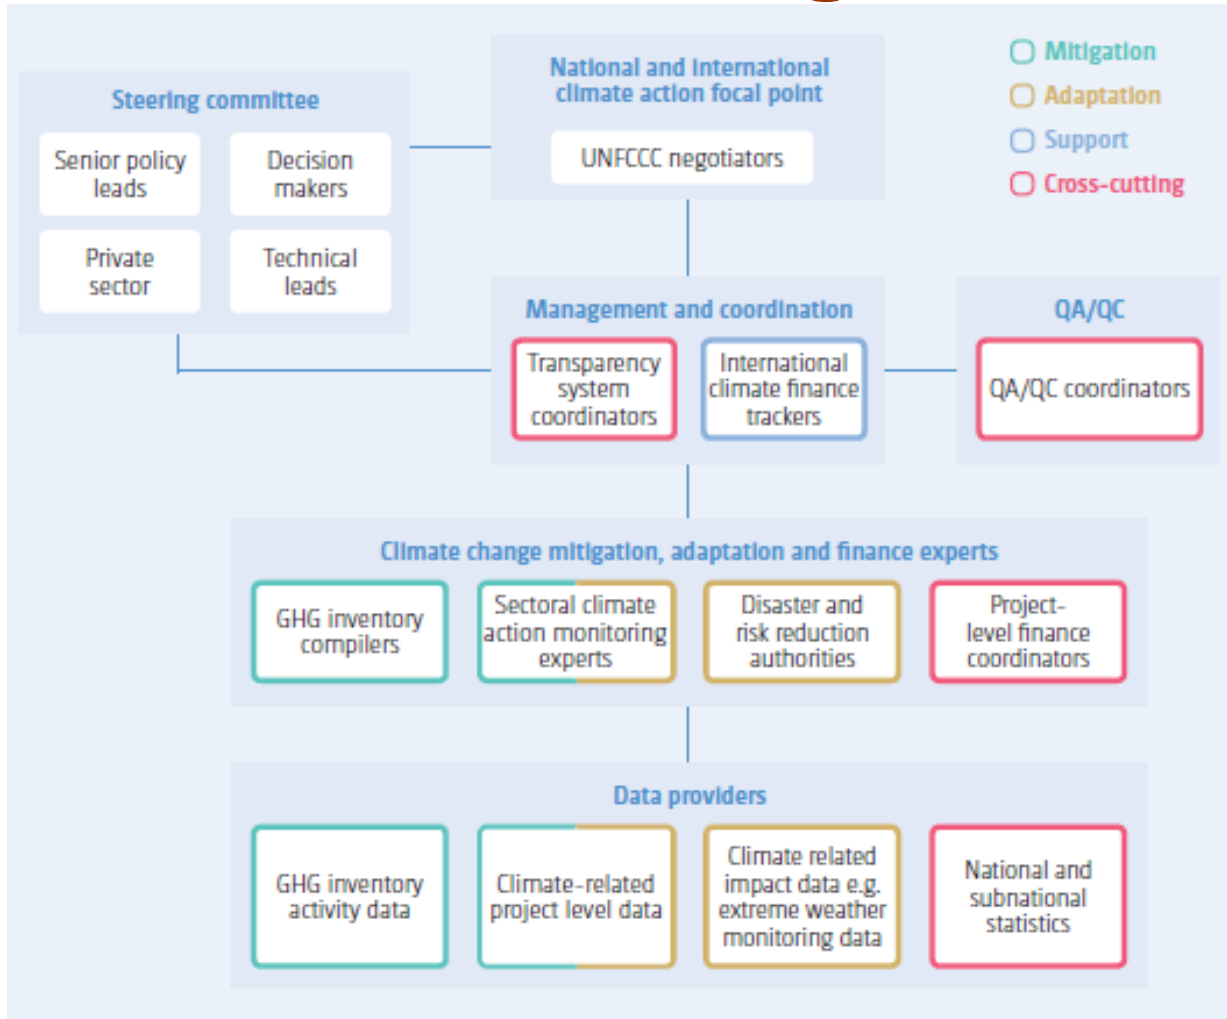 Steering committee
Senior policy
leads
Decision
makers
Private
sector
Technical
leads
National and International
climate action focal point
UNFCCC negotiators
Mitigation
Adaptation
Support
Cross-cutting
Management and coordination
Transparency
system
coordinators
International
climate finance
trackers
QA/QC
QA/QC coordinators
Climate change mitigation, adaptation and finance experts
GHG inventory
compilers
Sectoral climate
action monitoring
experts
Disaster and
risk reduction
authorities
Project-
level finance
coordinators
Data providers
GHG inventory
activity data
Climate-related
project level data
Climate related
impact data e.g.
extreme weather
monitoring data
National and
subnational
statistics